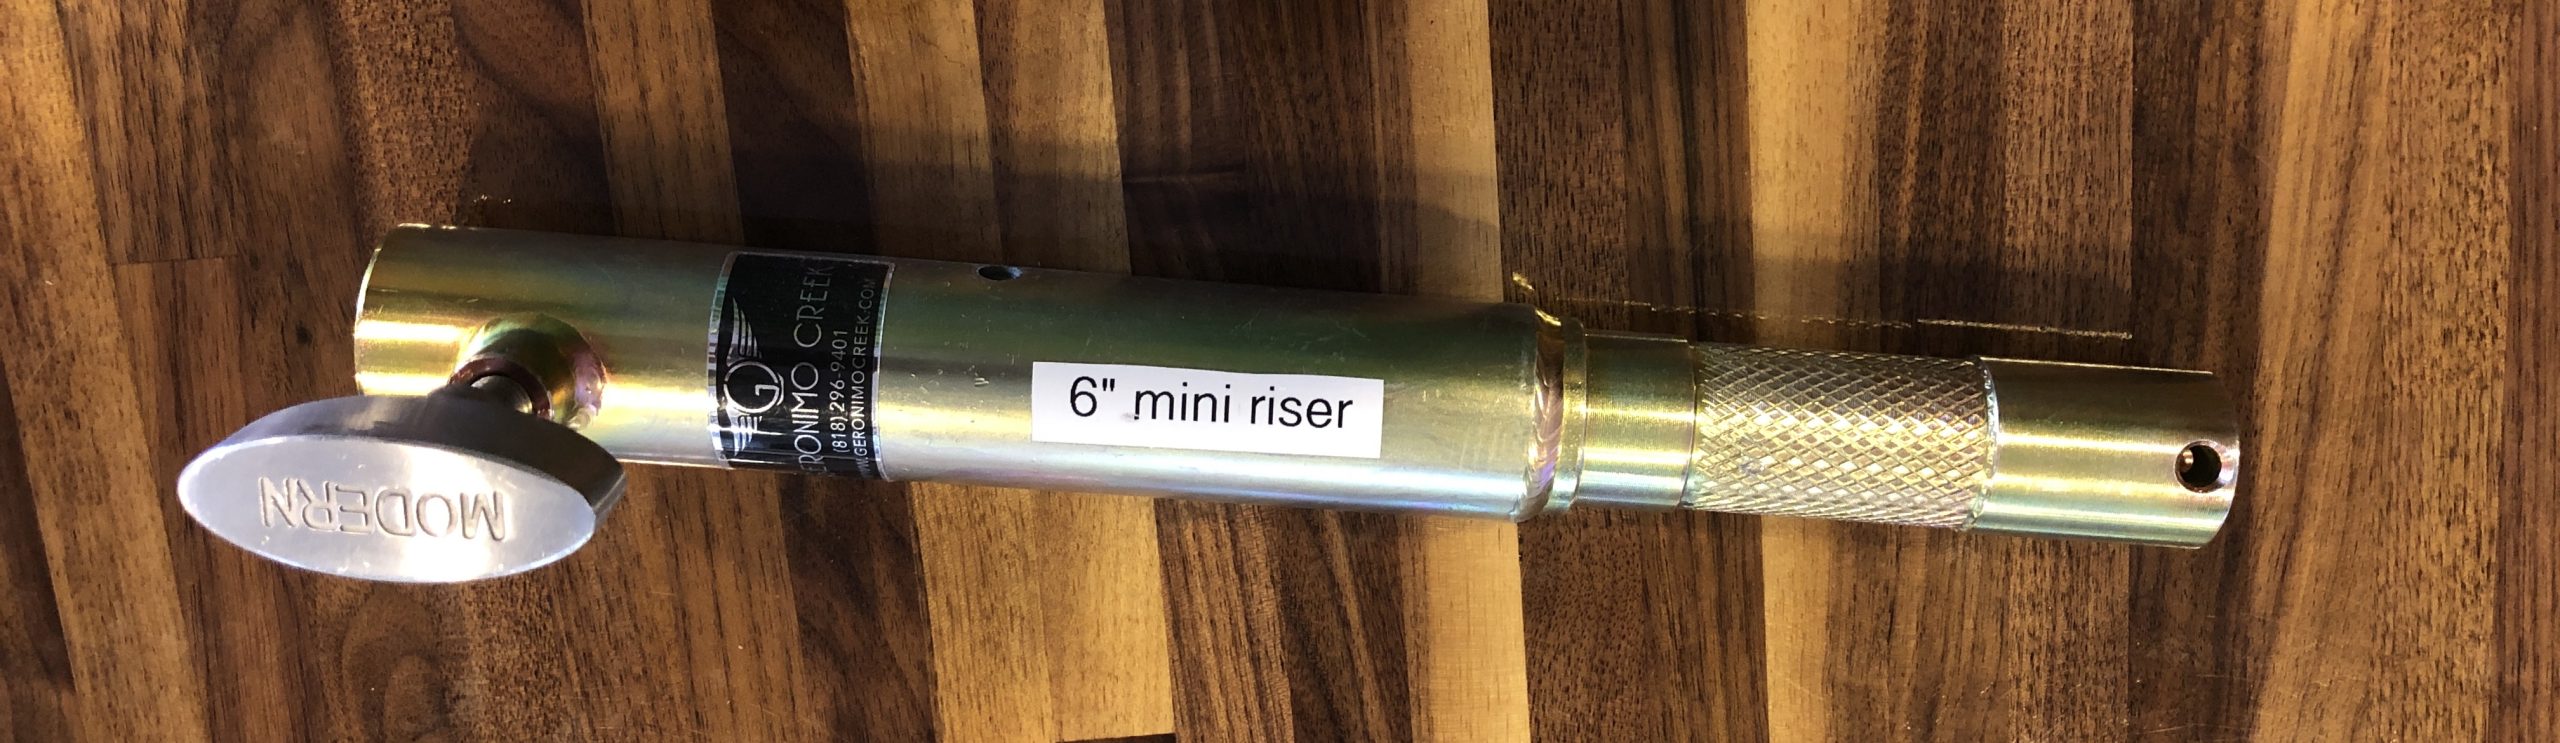 GERONIMO CREEK
(818)296-9401
WWW.GERONIMOCREEK.COM
6" mini riser
MODERN